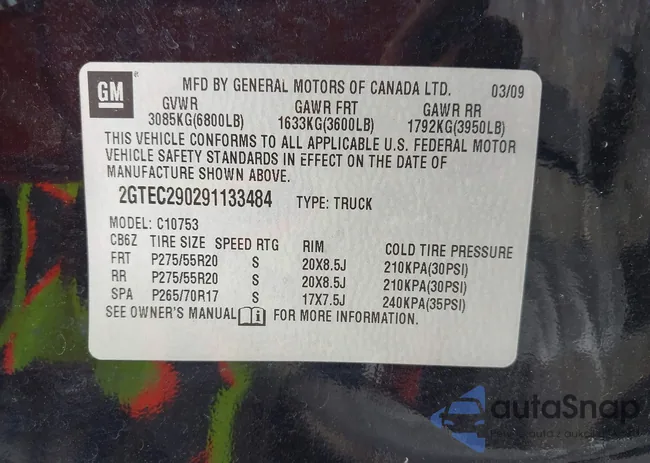 GM
MFD BY GENERAL MOTORS OF CANADA LTD. 03/09
GVWR GAWR FRT GAWR RR
3085KG(6800LB) 1633KG(3600LB) 1792KG(3950LB)
THIS VEHICLE CONFORMS TO ALL APPLICABLE U.S. FEDERAL MOTOR
VEHICLE SAFETY STANDARDS IN EFFECT ON THE DATE OF
MANUFACTURE SHOWN ABOVE.
2GTEC290291133484 TYPE: TRUCK
MODEL: C10753
CB6Z TIRE SIZE SPEED RTG RIM COLD TIRE PRESSURE
FRT P275/55R20 S 20X8.5J 210KPA(30PSI)
RR P275/55R20 S 20X8.5J 210KPA(30PSI)
SPA P265/70R17 S 17X7.5J 240KPA(35PSI)
SEE OWNER'S MANUAL FOR MORE INFORMATION.
autaSnap